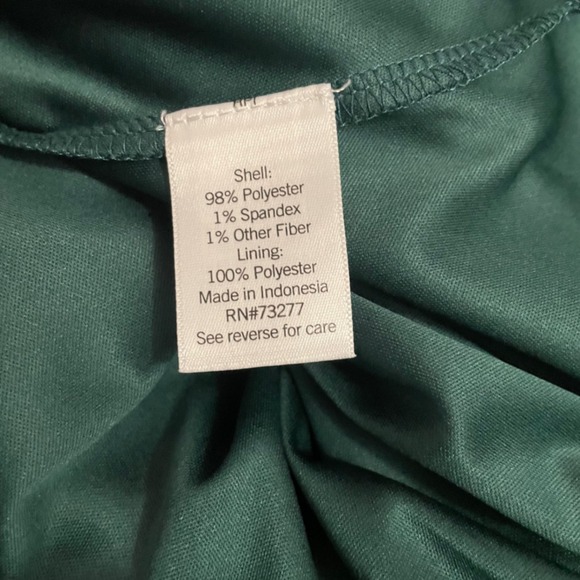 Shell:
98% Polyester
1% Spandex
1% Other Fiber
Lining:
100% Polyester
Made in Indonesia
RN#73277
See reverse for care